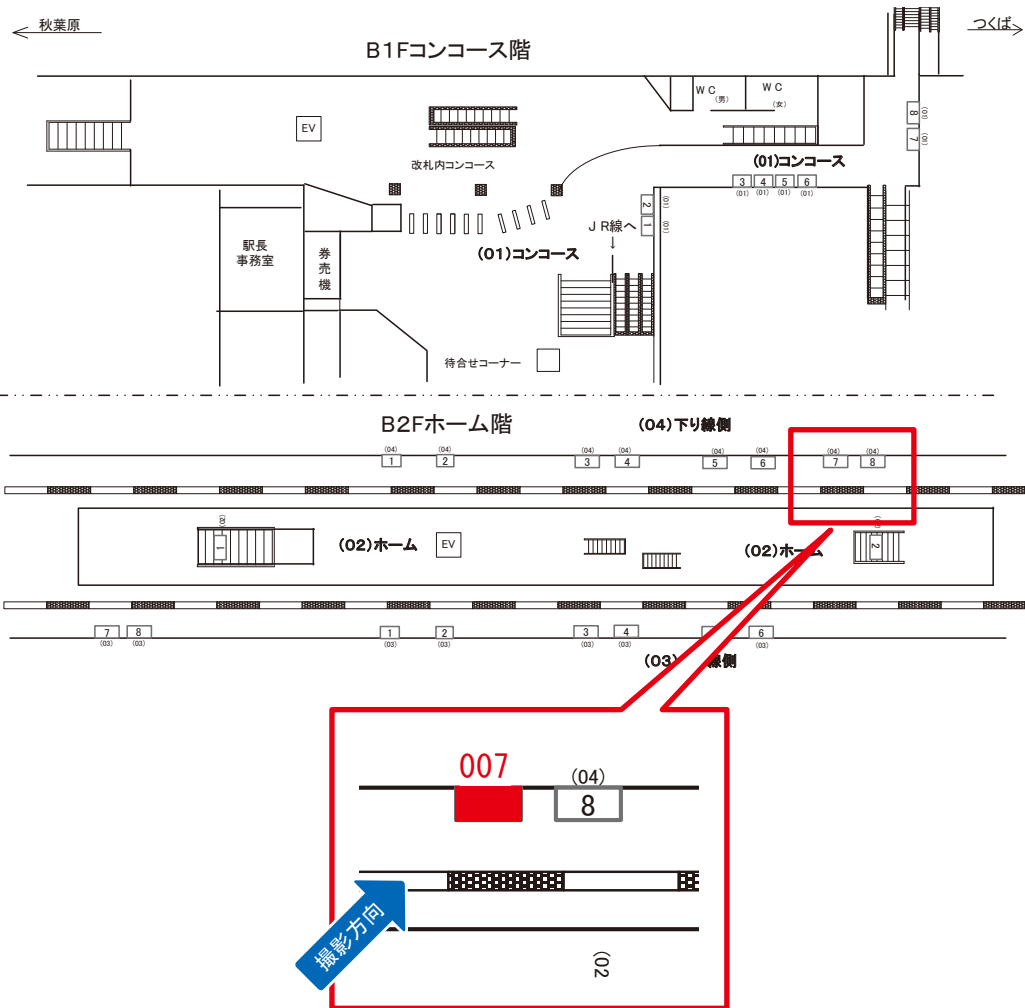 秋葉原
つくば
B1Fコンコース階
WC
(男)
WC
(女)
8
(01)
7
(01)
EV
改札内コンコース
(01)コンコース
3
4
5
6
(01)
(01)
(01)
(01)
2
(01)
1
(01)
JR線へ
↓
(01)コンコース
駅長
事務室
券売機
待合せコーナー
B2Fホーム階
(04)下り線側
(04)
(04)
(04)
(04)
(04)
(04)
(04)
(04)
1
2
3
4
5
6
7
8
1
(02)ホーム
EV
(02)ホーム
2
7
8
1
2
3
4
6
(03)
(03)
(03)
(03)
(03)
(03)
(03)
(03)
線側
007
(04)
8
撮影方向
(02